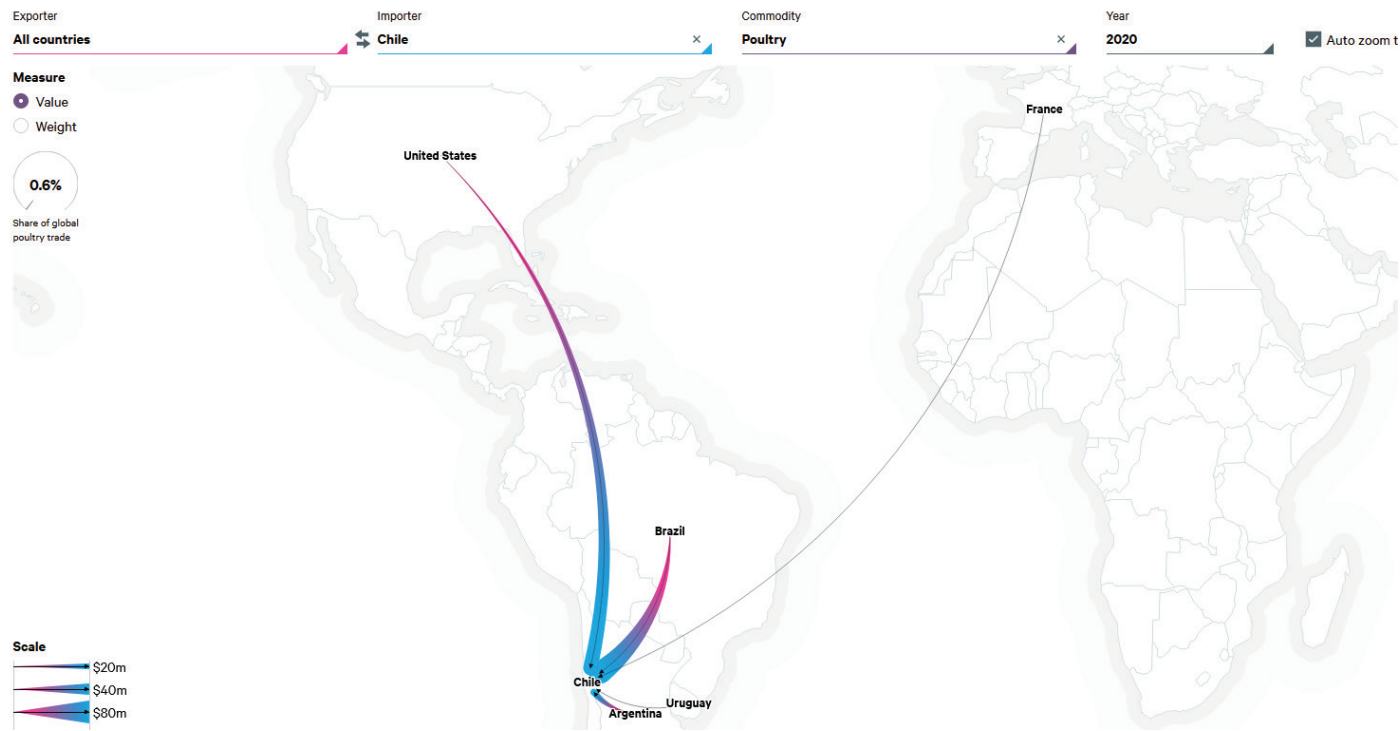 Exporter
All countries
Importer
Chile
×
Commodity
Poultry
×
Year
2020
Auto zoom t
Measure
Value
Weight
0.6%
Share of global
poultry trade
France
United States
Brazil
Chile
Uruguay
Argentina
Scale
$20m
$40m
$80m